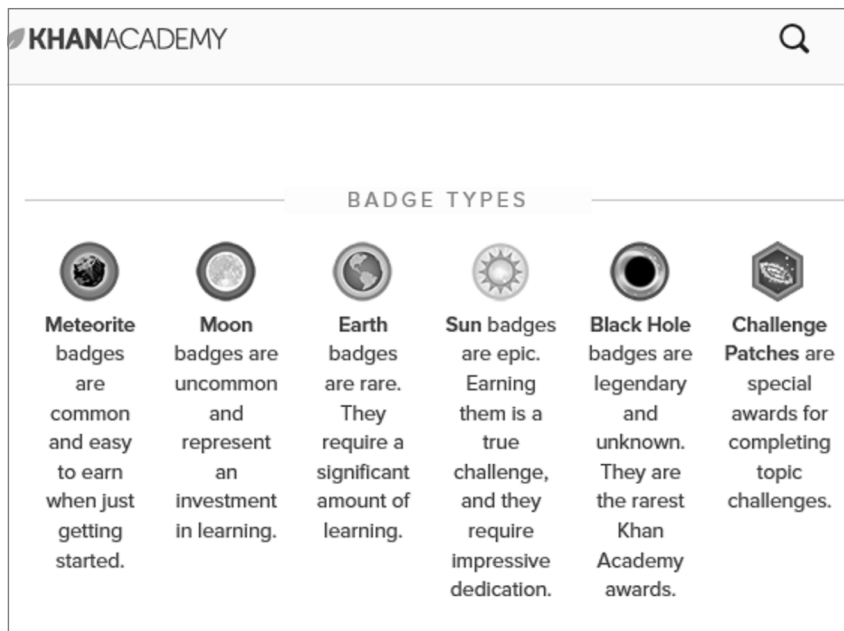 KHANACADEMY
BADGE TYPES
Meteorite
badges
are
common
and easy
to earn
when just
getting
started.
Moon
badges are
uncommon
and
represent
an
investment
in learning.
Earth
badges
are rare.
They
require a
significant
amount of
learning.
Sun badges
are epic.
Earning
them is a
true
challenge,
and they
require
impressive
dedication.
Black Hole
badges are
legendary
and
unknown.
They are
the rarest
Khan
Academy
awards.
Challenge
Patches are
special
awards for
completing
topic
challenges.